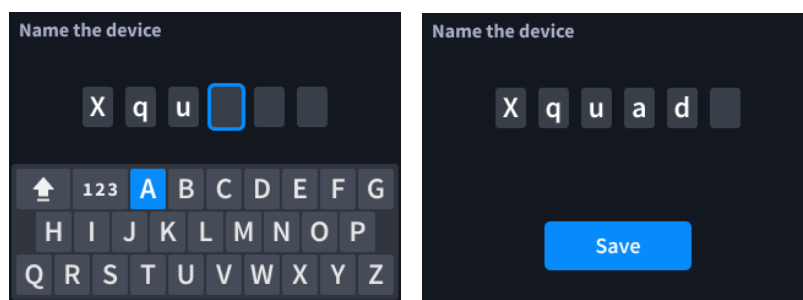 Name the device
X q u
123 A B C D E F G
H I J K L M N O P
Q R S T U V W X Y Z
Name the device
X q u a d
Save